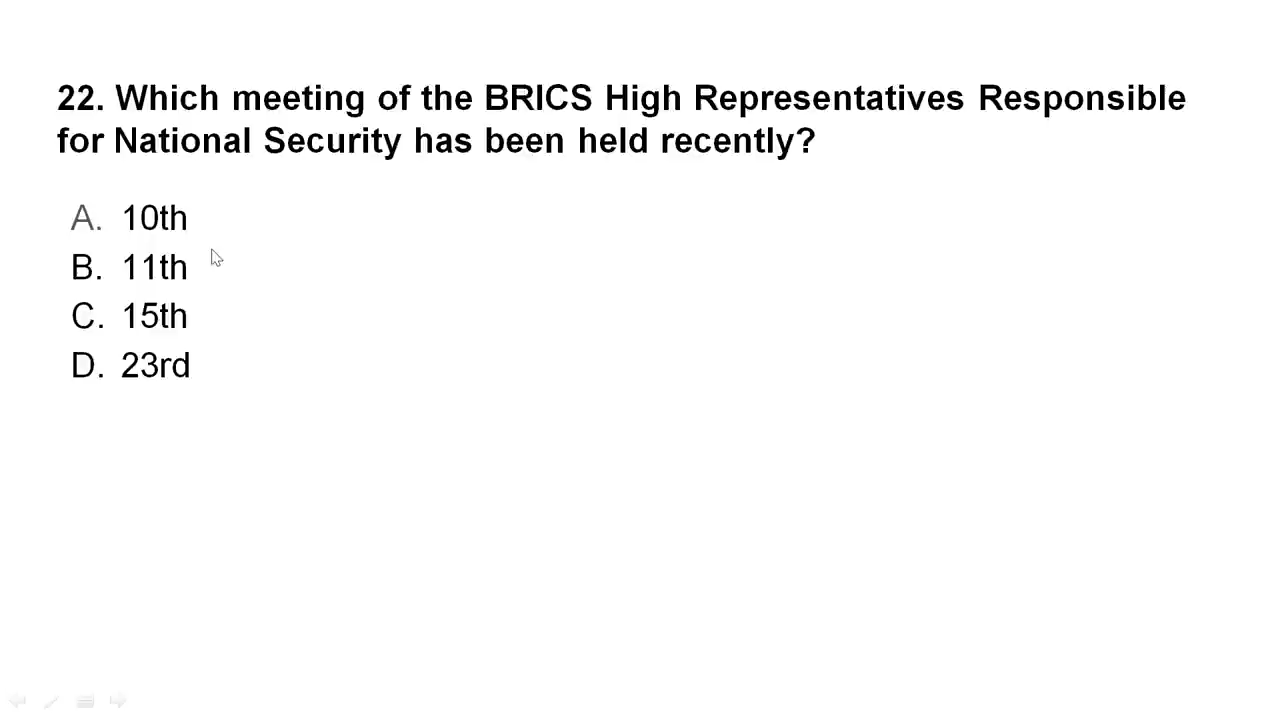 22. Which meeting of the BRICS High Representatives Responsible
for National Security has been held recently?
A. 10th
B. 11th
C. 15th
D. 23rd